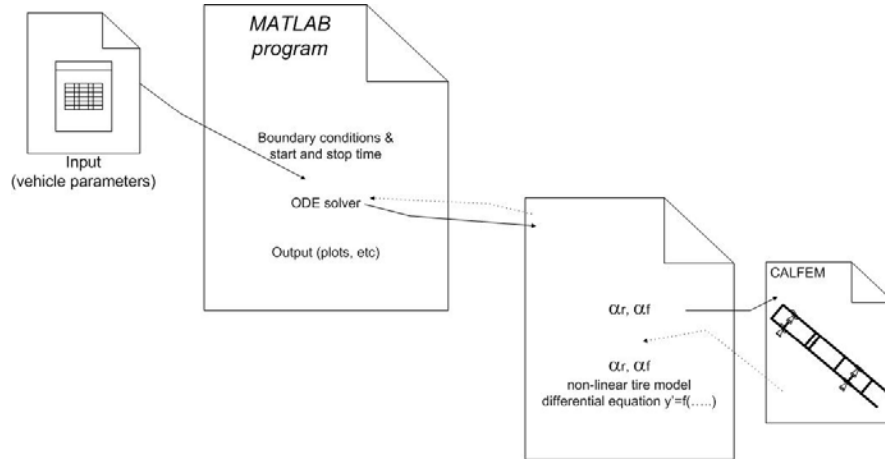 MATLAB
program
Input
(vehicle parameters)
Boundary conditions &
start and stop time
ODE solver
Output (plots, etc)
αr, αf
αr, αf
non-linear tire model
differential equation y'=f(.....)
CALFEM